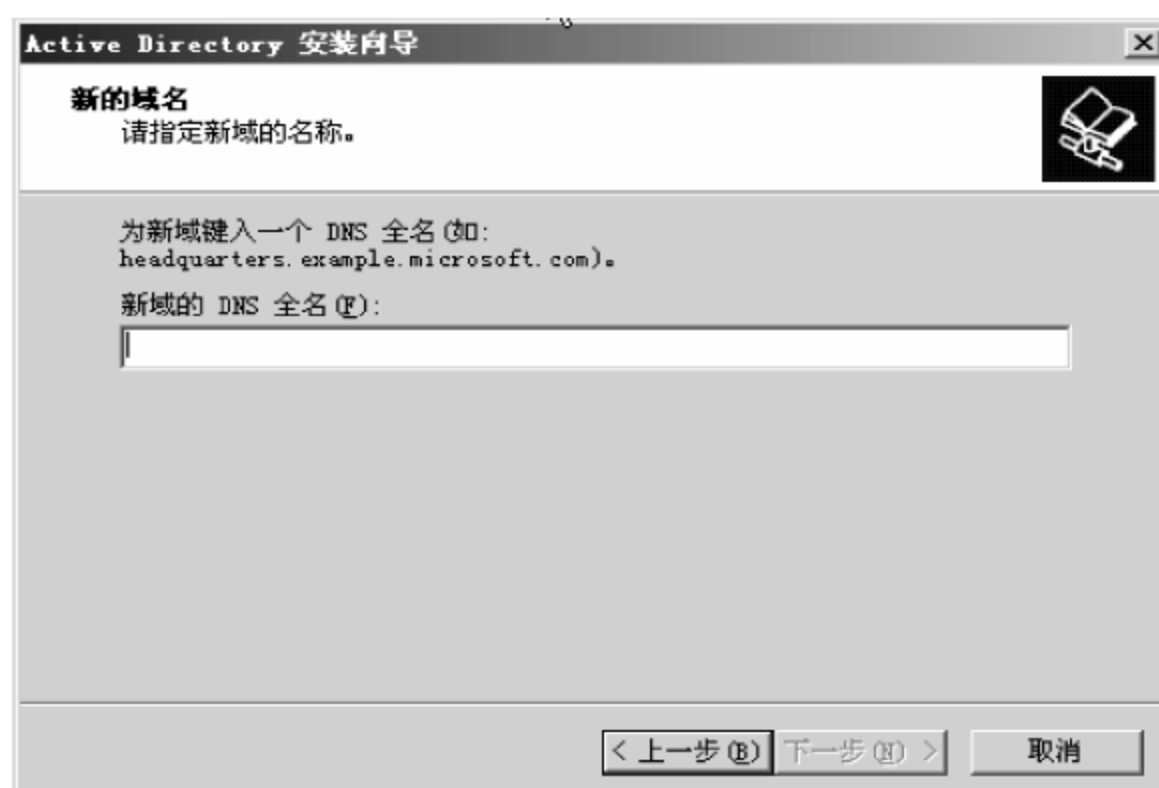 Active Directory 安装向导
新的域名
请指定新域的名称。
为新域键入一个 DNS 全名(如:
headquarters.example.microsoft.com)。
新域的 DNS 全名(F):
< 上一步(B) 下一步(N) > 取消